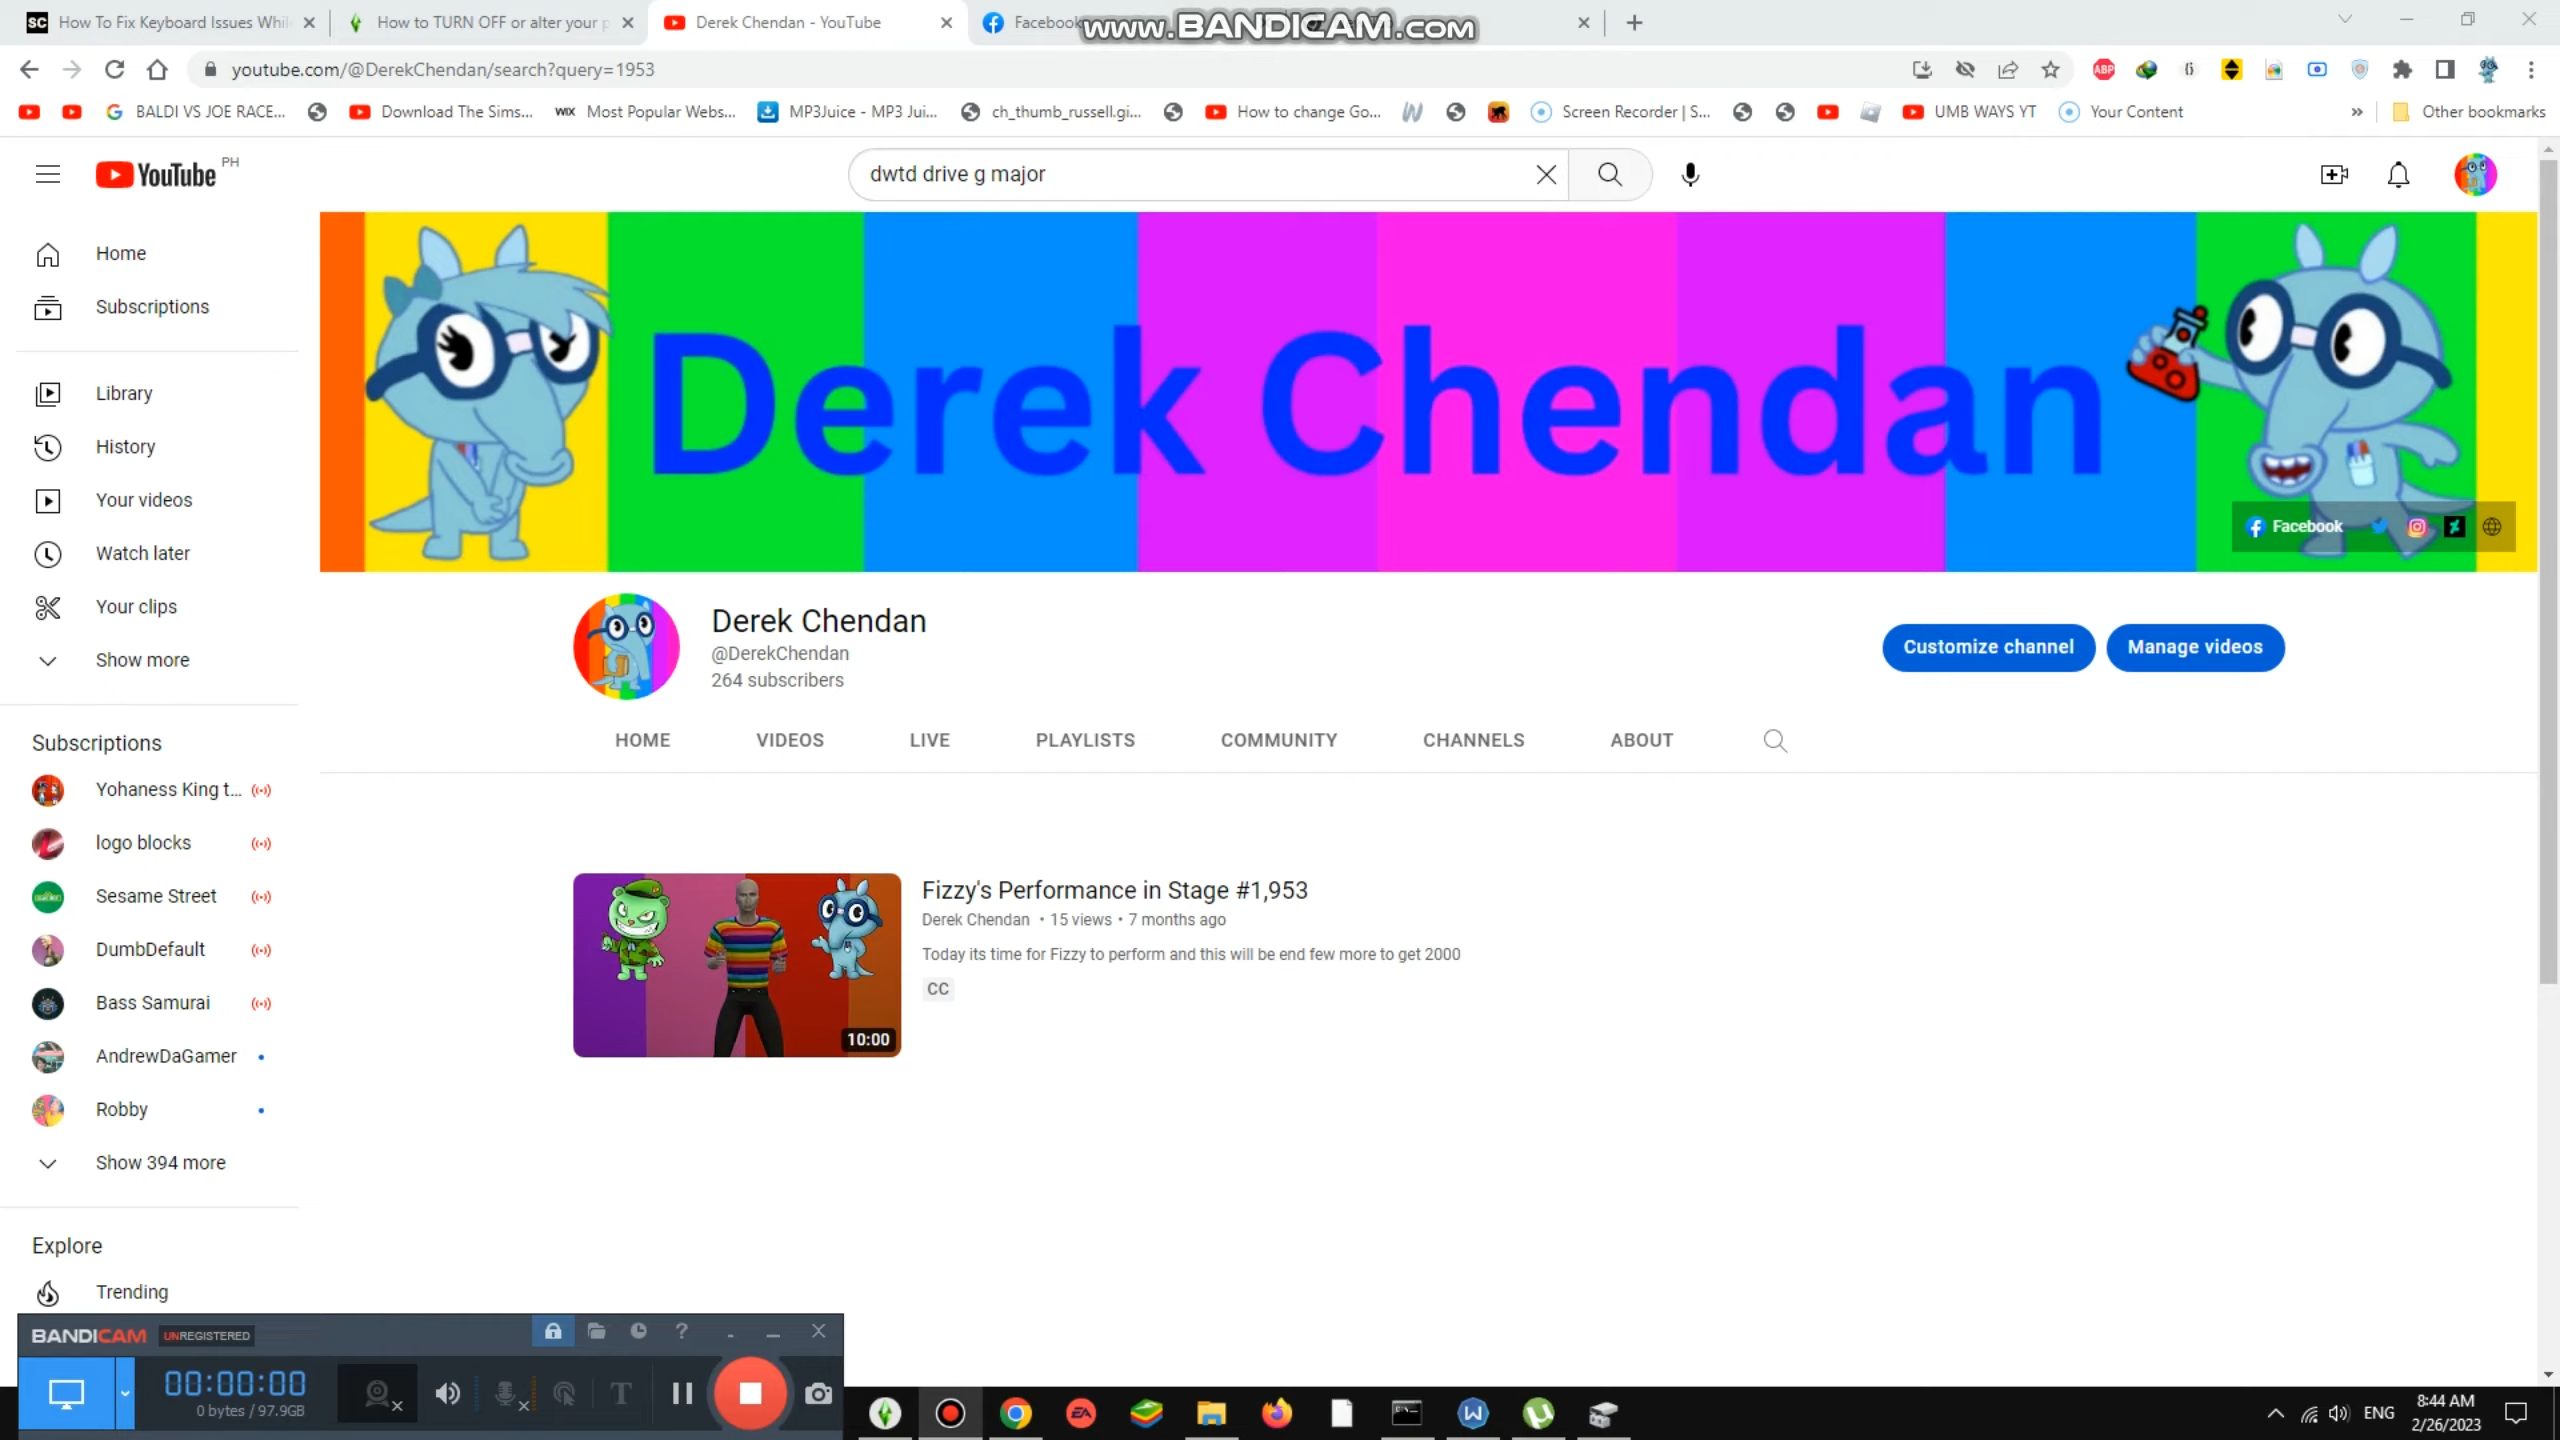 How To Fix Keyboard Issues Whil
How to TURN OFF or alter your p
Derek Chendan - YouTube
Facebook
www.BANDICAM.com
youtube.com/@DerekChendan/search?query=1953
BALDI VS JOE RACE...
Download The Sims...
WIX Most Popular Webs...
MP3Juice - MP3 Jui...
ch_thumb_russell.gi...
How to change Go...
Screen Recorder | S...
UMB WAYS YT
Your Content
Other bookmarks
YouTube PH
dwtd drive g major
Home
Subscriptions
Library
History
Your videos
Watch later
Your clips
Show more
Subscriptions
Yohaness King t...
logo blocks
Sesame Street
DumbDefault
Bass Samurai
AndrewDaGamer
Robby
Show 394 more
Explore
Trending
Derek Chendan
Facebook
Derek Chendan
@DerekChendan
264 subscribers
Customize channel
Manage videos
HOME VIDEOS LIVE PLAYLISTS COMMUNITY CHANNELS ABOUT
10:00
Fizzy's Performance in Stage #1,953
Derek Chendan • 15 views • 7 months ago
Today its time for Fizzy to perform and this will be end few more to get 2000
CC
BANDICAM UNREGISTERED
00:00:00
0 bytes / 97.9GB
ENG
8:44 AM
2/26/2023